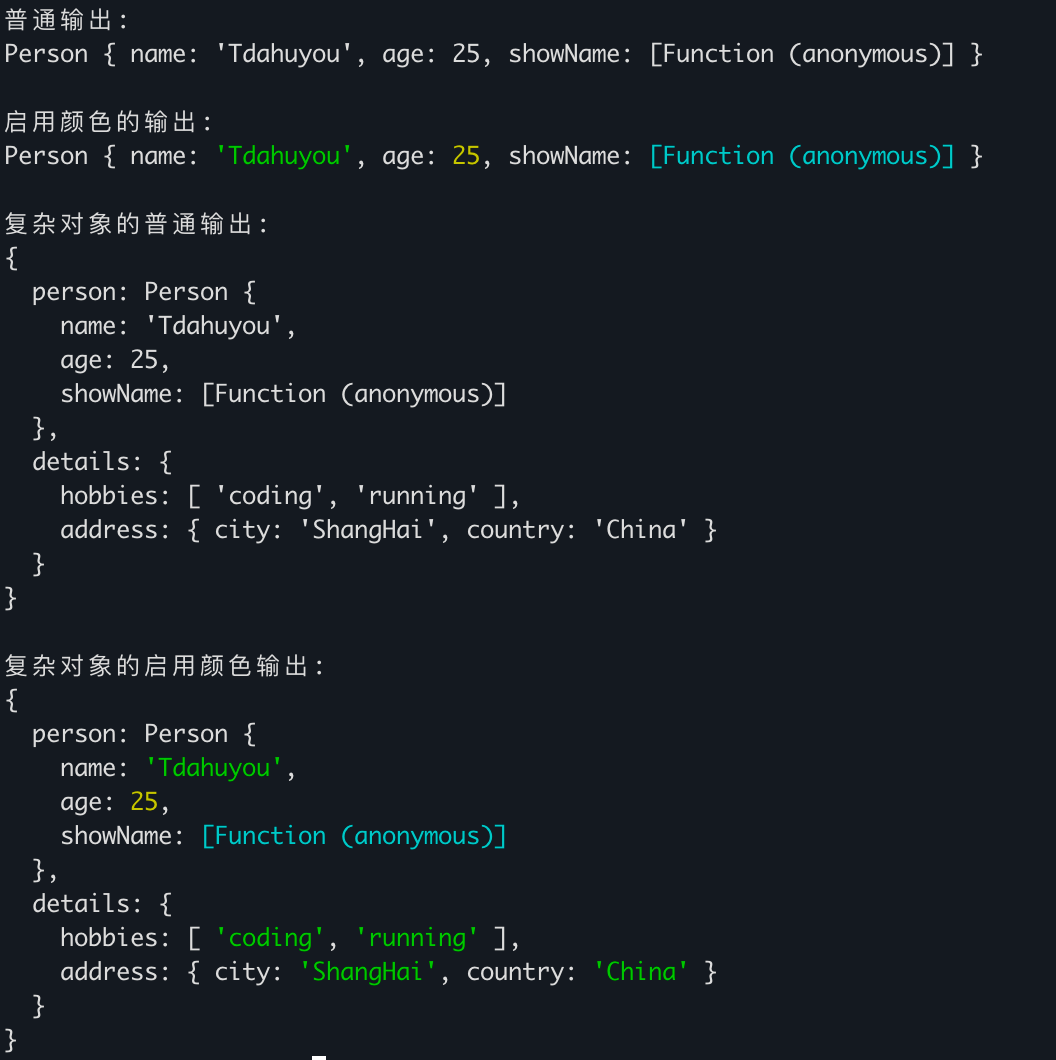 普通输出:
Person { name: 'Tdahuyou', age: 25, showName: [Function (anonymous)] }

启用颜色的输出:
Person { name: 'Tdahuyou', age: 25, showName: [Function (anonymous)] }

复杂对象的普通输出:
{
  person: Person {
    name: 'Tdahuyou',
    age: 25,
    showName: [Function (anonymous)]
  },
  details: {
    hobbies: [ 'coding', 'running' ],
    address: { city: 'ShangHai', country: 'China' }
  }
}

复杂对象的启用颜色输出:
{
  person: Person {
    name: 'Tdahuyou',
    age: 25,
    showName: [Function (anonymous)]
  },
  details: {
    hobbies: [ 'coding', 'running' ],
    address: { city: 'ShangHai', country: 'China' }
  }
}